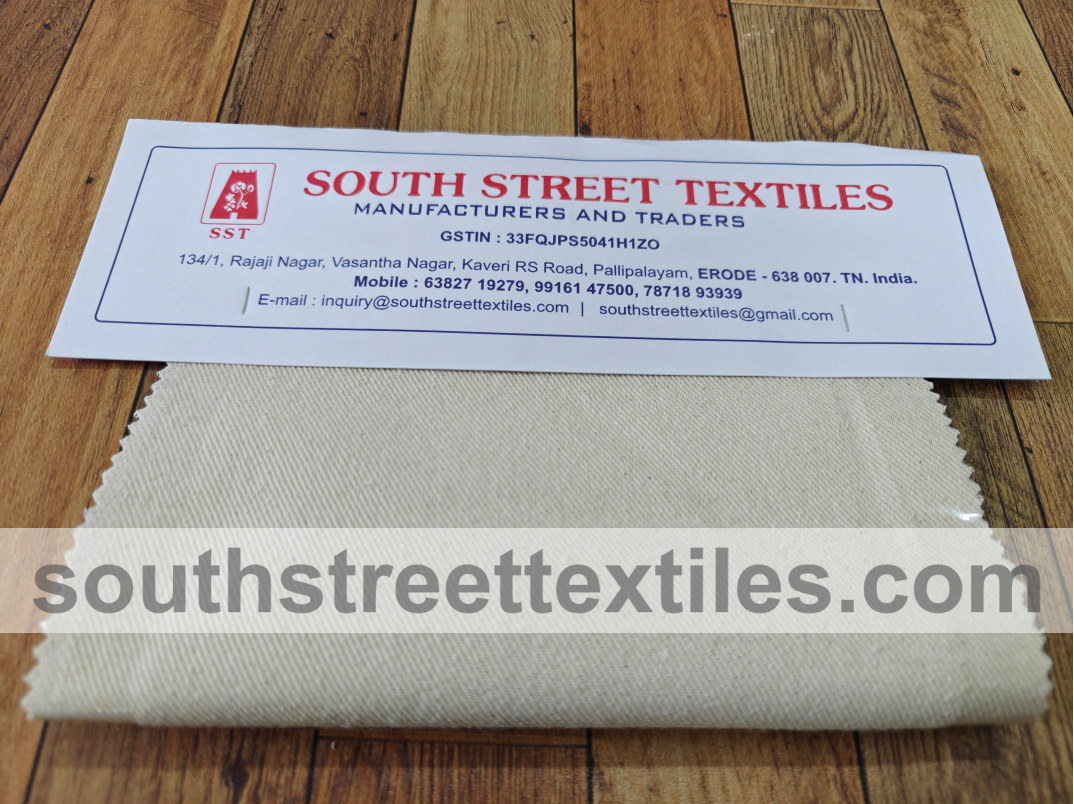 SOUTH STREET TEXTILES
MANUFACTURERS AND TRADERS
SST
GSTIN : 33FQJPS5041H1ZO
134/1, Rajaji Nagar, Vasantha Nagar, Kaveri RS Road, Pallipalayam, ERODE - 638 007. TN. India.
Mobile : 63827 19279, 99161 47500, 78718 93939
E-mail : inquiry@southstreettextiles.com | southstreettextiles@gmail.com
southstreettextiles.com